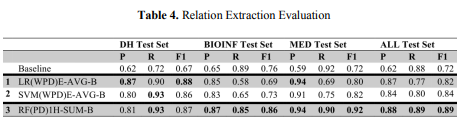 Table 4. Relation Extraction Evaluation
DH Test Set BIOINF Test Set MED Test Set ALL Test Set
P R F1 P R F1 P R F1 P R F1
Baseline 0.62 0.72 0.67 0.65 0.89 0.76 0.59 0.92 0.72 0.62 0.88 0.72
1 LR(WPD)E-AVG-B 0.87 0.90 0.88 0.85 0.58 0.69 0.94 0.69 0.80 0.87 0.77 0.82
2 SVM(WPD)E-AVG-B 0.80 0.93 0.86 0.83 0.65 0.73 0.91 0.75 0.82 0.84 0.80 0.84
3 RF(PD)1H-SUM-B 0.81 0.93 0.87 0.87 0.85 0.86 0.94 0.90 0.92 0.88 0.89 0.89